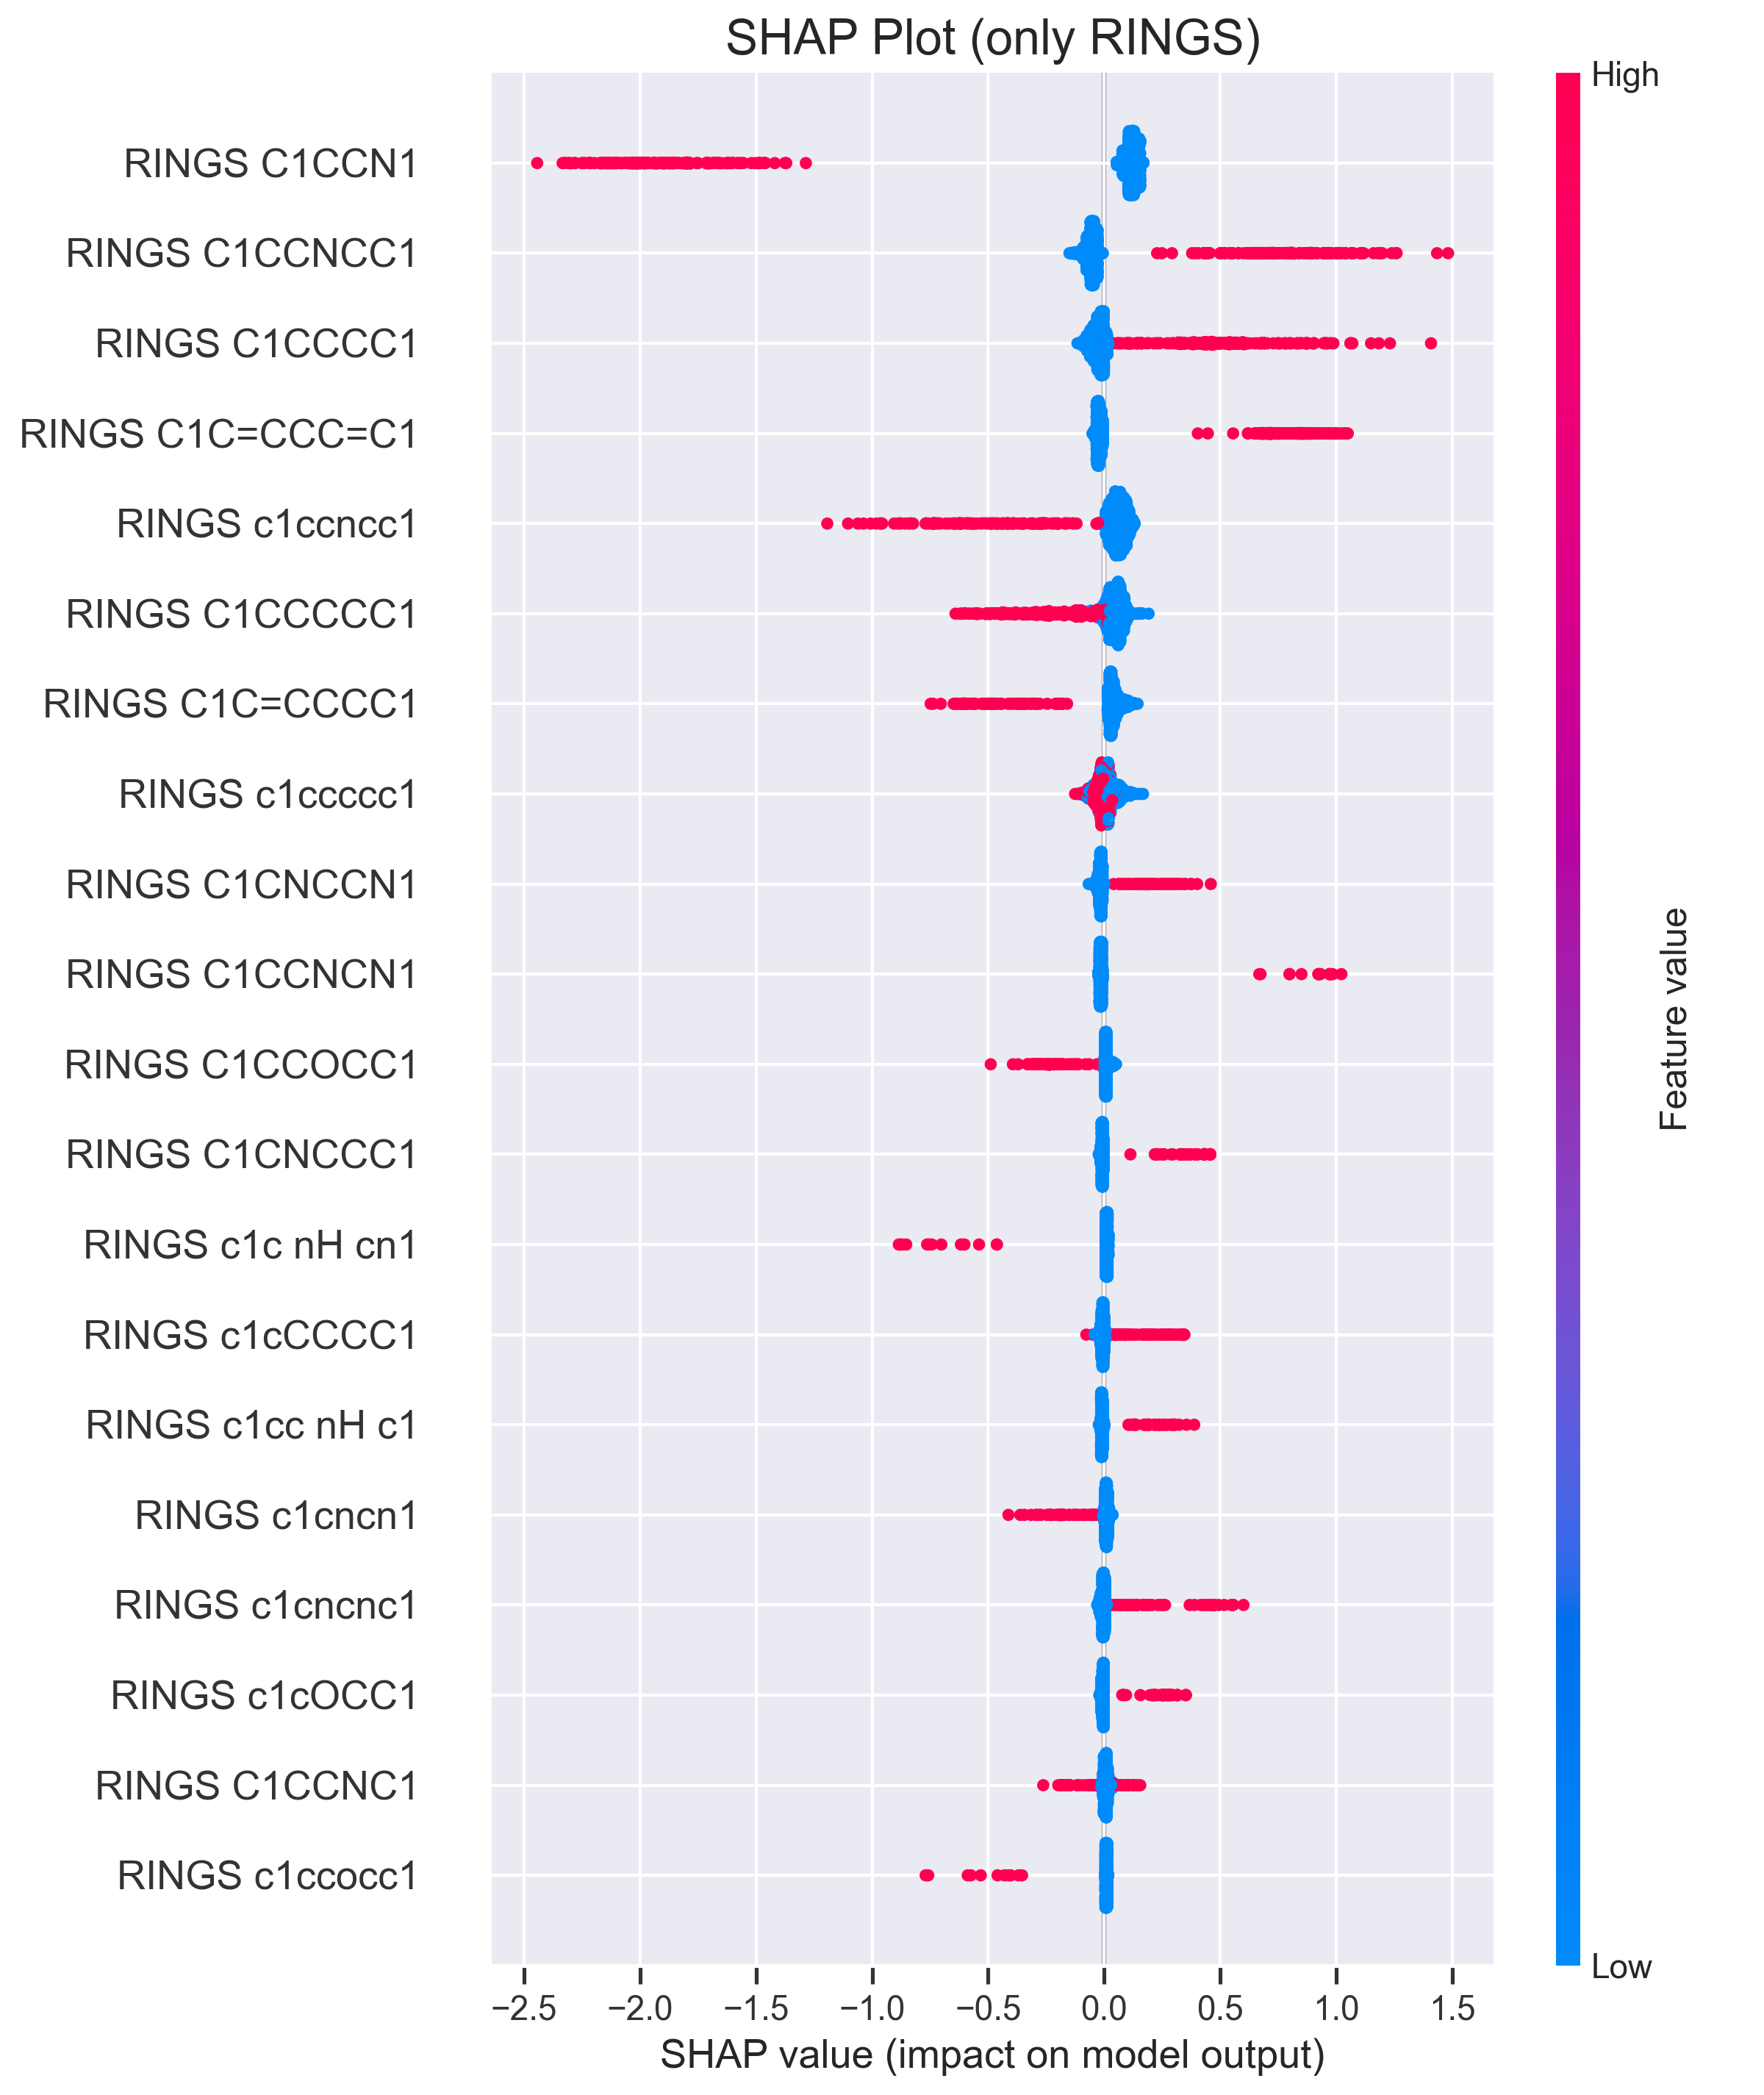 SHAP Plot (only RINGS)
High
RINGS C1CCN1
RINGS C1CCNCC1
RINGS C1CCCC1
RINGS C1C=CCC=C1
RINGS c1ccncc1
RINGS C1CCCCC1
RINGS C1C=CCCC1
RINGS c1ccccc1
RINGS C1CNCCN1
RINGS C1CCNCN1
RINGS C1CCOCC1
RINGS C1CNCCC1
RINGS c1c nH cn1
RINGS c1cCCCC1
RINGS c1cc nH c1
RINGS c1cncn1
RINGS c1cncnc1
RINGS c1cOCC1
RINGS C1CCNC1
RINGS c1ccocc1
Feature value
Low
−2.5 −2.0 −1.5 −1.0 −0.5 0.0 0.5 1.0 1.5
SHAP value (impact on model output)